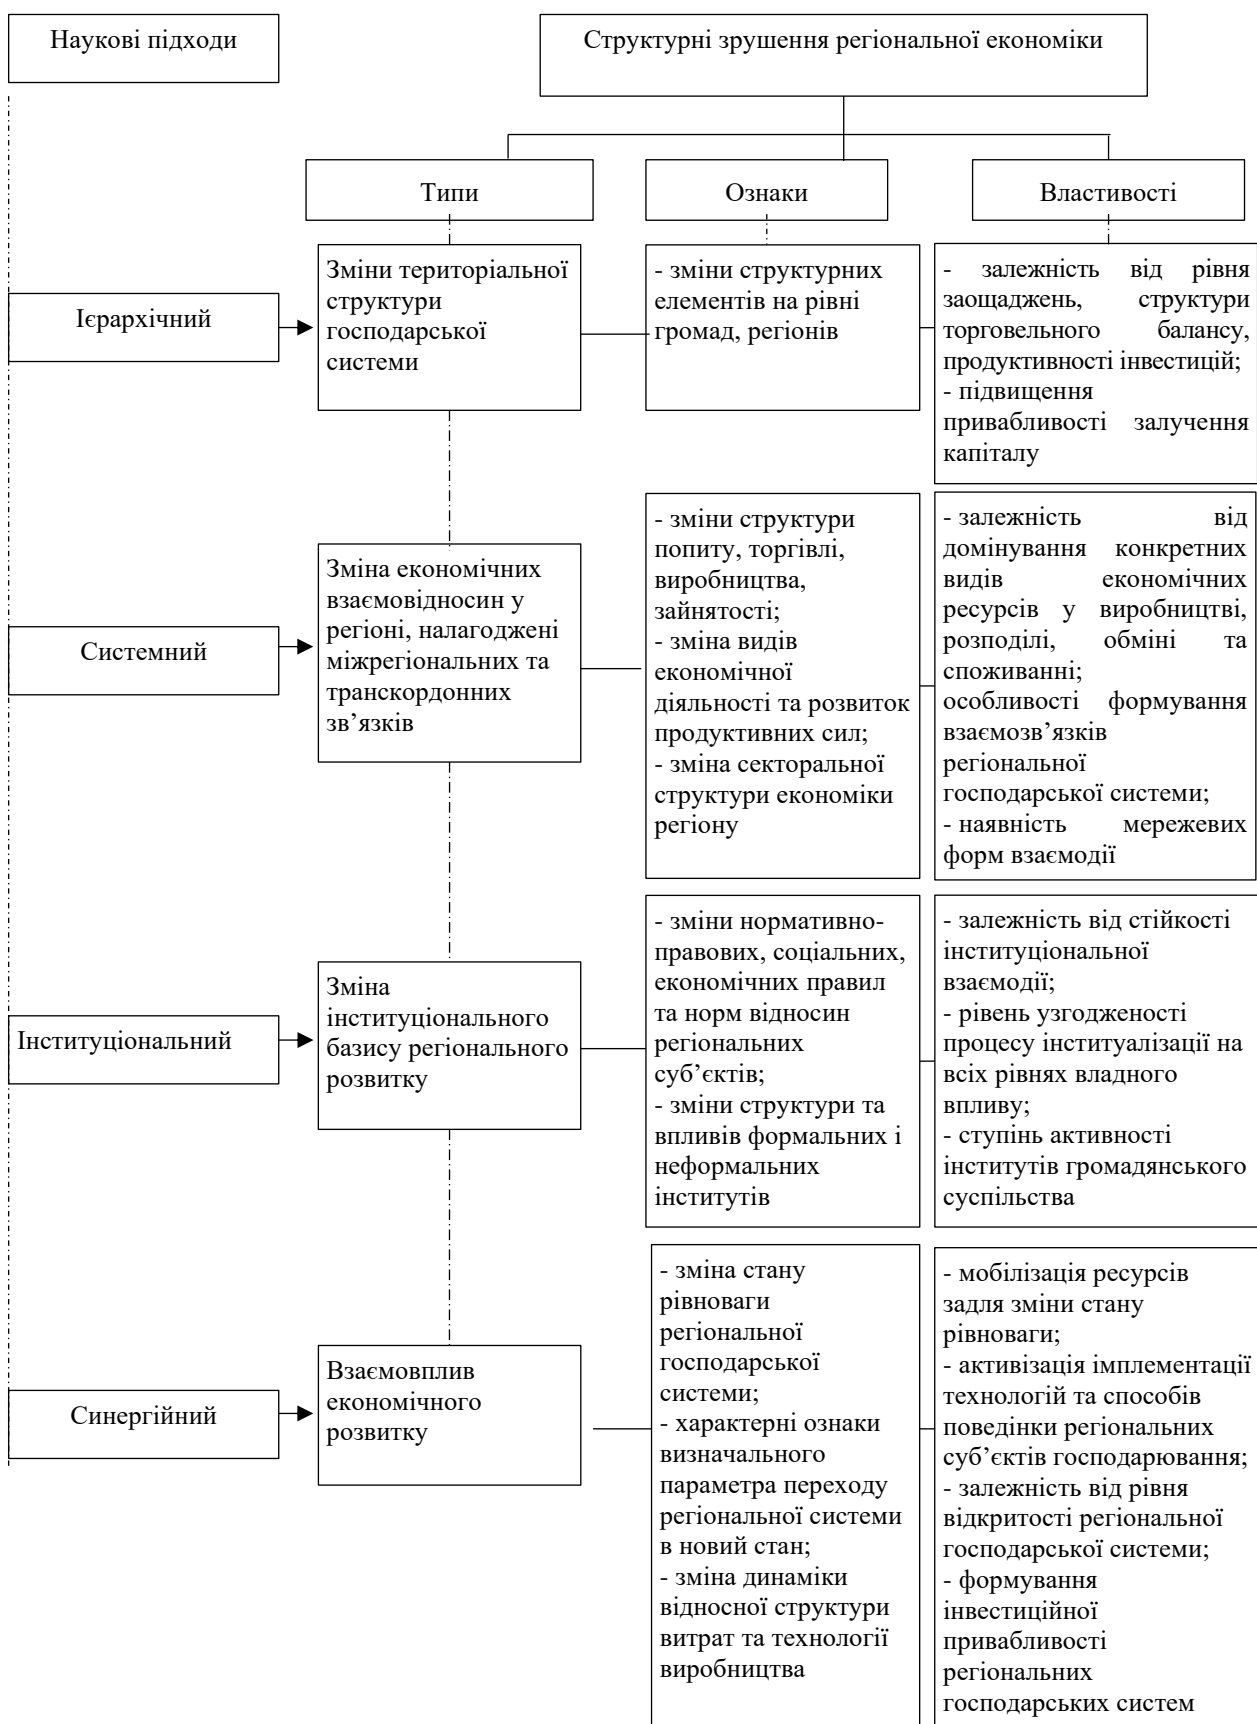 Наукові підходи
Структурні зрушення регіональної економіки
Типи
Ознаки
Властивості
Ієрархічний
Зміни територіальної
структури
господарської
системи
- зміни структурних
елементів на рівні
громад, регіонів
- залежність від рівня
заощаджень, структури
торговельного балансу,
продуктивності інвестицій;
- підвищення
привабливості залучення
капіталу
Системний
Зміна економічних
взаємовідносин у
регіоні, налагоджені
міжрегіональних та
транскордонних
зв’язків
- зміни структури
попиту, торгівлі,
виробництва,
зайнятості;
- зміна видів
економічної
діяльності та розвиток
продуктивних сил;
- зміна секторальної
структури економіки
регіону
- залежність від
домінування конкретних
видів економічних
ресурсів у виробництві,
розподілі, обміні та
споживанні;
особливості формування
взаємозв’язків
регіональної
господарської системи;
- наявність мережевих
форм взаємодії
Інституціональний
Зміна
інституціонального
базису регіонального
розвитку
- зміни нормативно-
правових, соціальних,
економічних правил
та норм відносин
регіональних
суб’єктів;
- зміни структури та
впливів формальних і
неформальних
інститутів
- залежність від стійкості
інституціональної
взаємодії;
- рівень узгодженості
процесу інституалізації на
всіх рівнях владного
впливу;
- ступінь активності
інститутів громадянського
суспільства
Синергійний
Взаємовплив
економічного
розвитку
- зміна стану
рівноваги
регіональної
господарської
системи;
- характерні ознаки
визначального
параметра переходу
регіональної системи
в новий стан;
- зміна динаміки
відносної структури
витрат та технології
виробництва
- мобілізація ресурсів
задля зміни стану
рівноваги;
- активізація імплементації
технологій та способів
поведінки регіональних
суб’єктів господарювання;
- залежність від рівня
відкритості регіональної
господарської системи;
- формування
інвестиційної
привабливості
регіональних
господарських систем